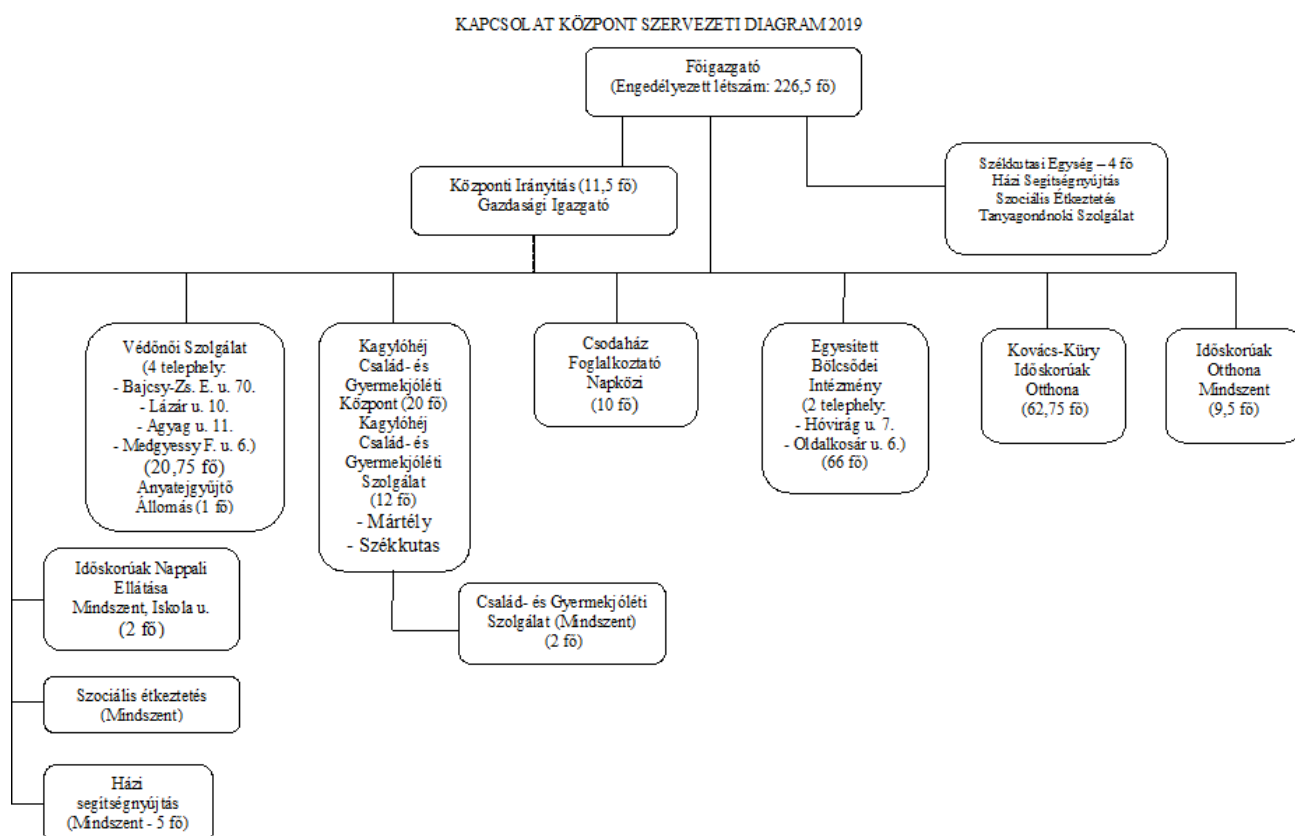 KAPCSOLAT KÖZPONT SZERVEZETI DIAGRAM 2019
Főigazgató
(Engedélyezett létszám: 226,5 fő)
Központi Irányítás (11,5 fő)
Gazdasági Igazgató
Székkutasi Egység – 4 fő
Házi Segítségnyújtás
Szociális Étkeztetés
Tanyagondnoki Szolgálat
Védőnői Szolgálat
(4 telephely:
- Bajcsy-Zs. E. u. 70.
- Lázár u. 10.
- Agyag u. 11.
- Medgyessy F. u. 6.)
(20,75 fő)
Anyatejgyűjtő
Állomás (1 fő)
Kagylóhéj
Család- és
Gyermekjóléti
Központ (20 fő)
Kagylóhéj
Család- és
Gyermekjóléti
Szolgálat
(12 fő)
- Mártély
- Székkutas
Csodaház
Foglalkoztató
Napközi
(10 fő)
Egyesített
Bölcsődei
Intézmény
(2 telephely:
- Hóvirág u. 7.
- Oldalkosár u. 6.)
(66 fő)
Kovács-Küry
Időskorúak
Otthona
(62,75 fő)
Időskorúak
Otthona
Mindszent
(9,5 fő)
Időskorúak Nappali
Ellátása
Mindszent, Iskola u.
(2 fő)
Család- és Gyermekjóléti
Szolgálat (Mindszent)
(2 fő)
Szociális étkeztetés
(Mindszent)
Házi
segítségnyújtás
(Mindszent - 5 fő)